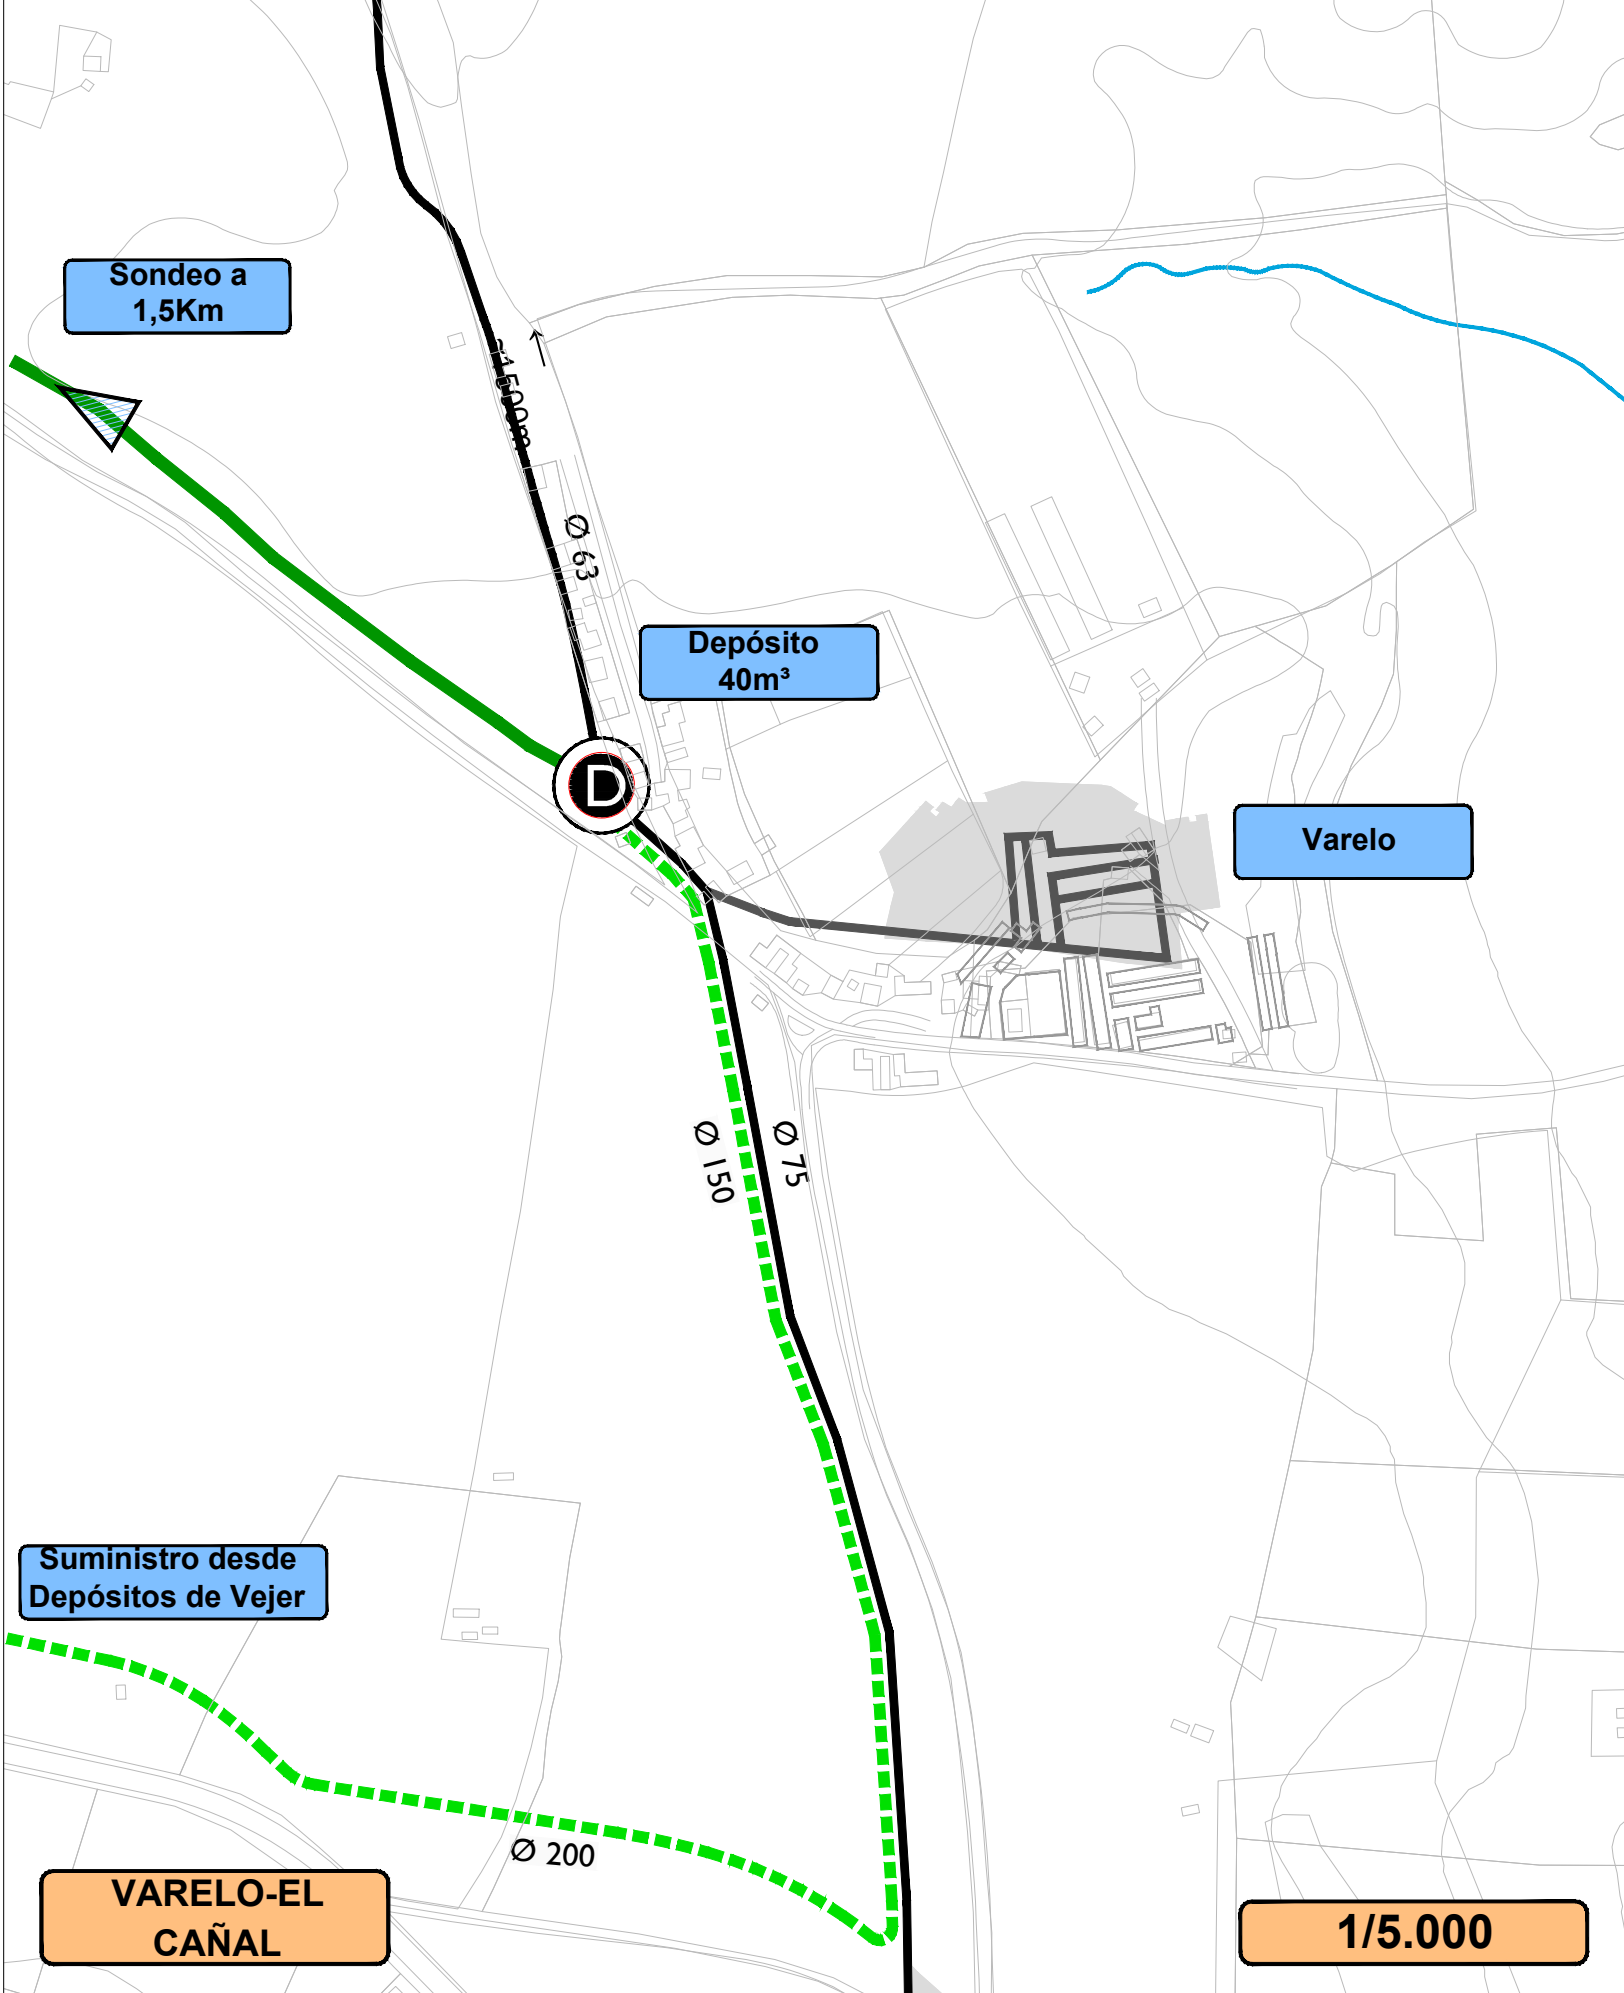 Sondeo a
1,5Km
1500m
Ø 63
Depósito
40m³
D
Varelo
Ø 150
Ø 75
Suministro desde
Depósitos de Vejer
Ø 200
VARELO-EL
CAÑAL
1/5.000